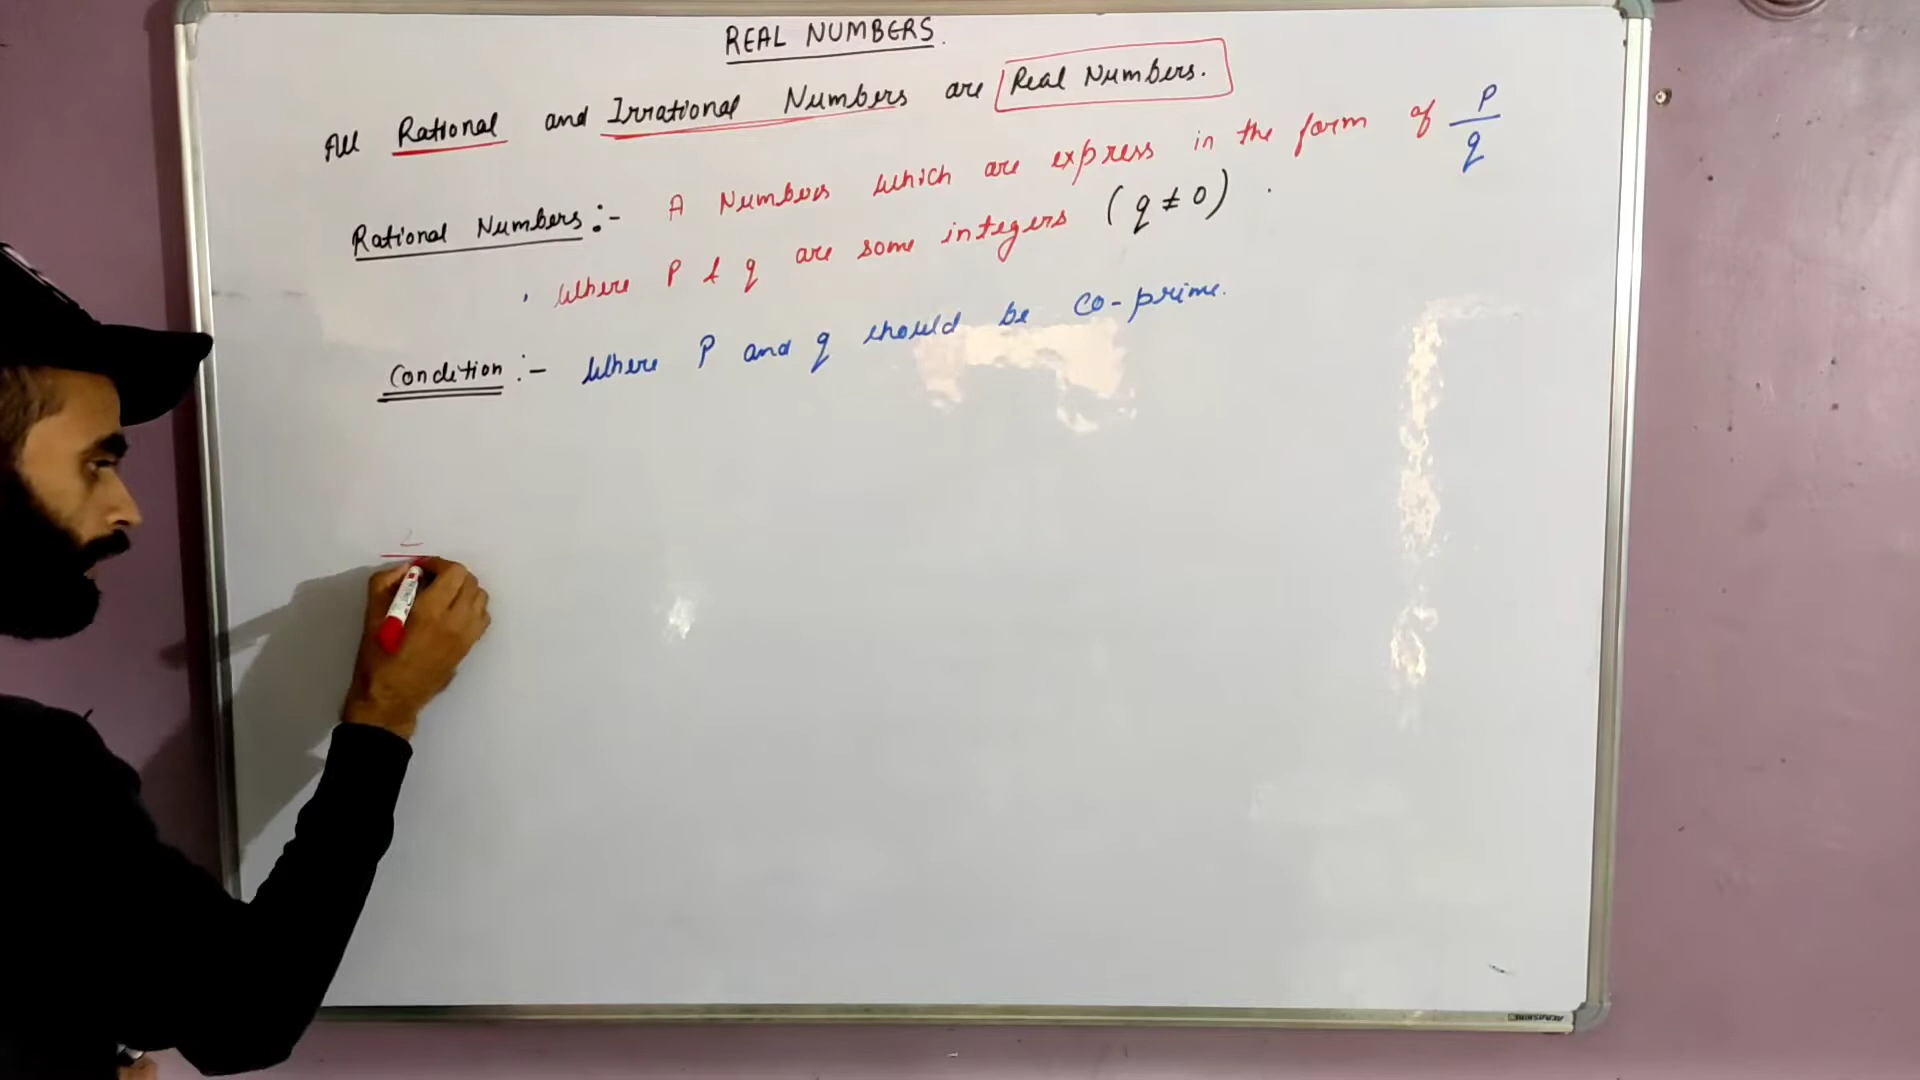 REAL NUMBERS.
All Rational and Irrational Numbers are Real Numbers.
Rational Numbers :- A Numbers which are express in the form of P/q
. Where P & q are some integers (q ≠ 0) .
Condition :- Where P and q should be Co-prime.
2